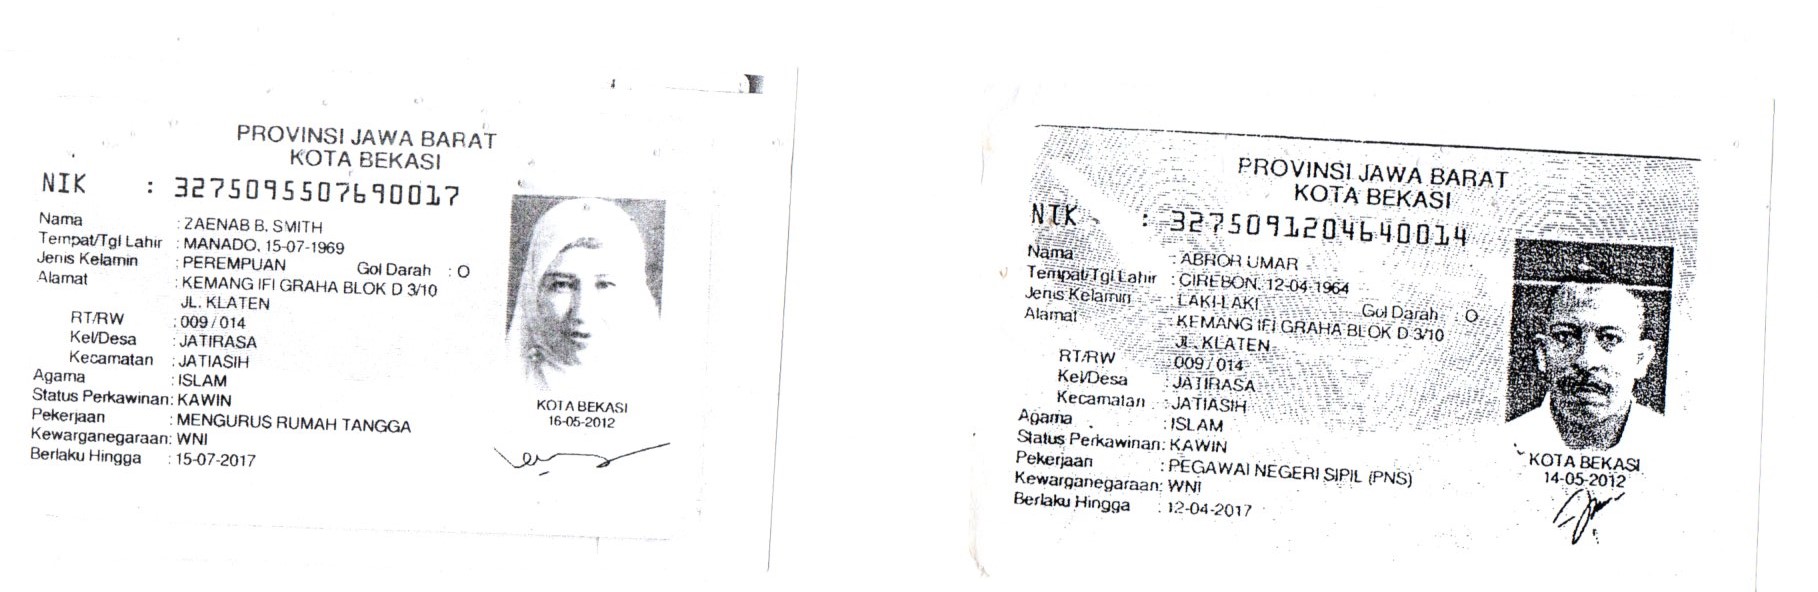 PROVINSI JAWA BARAT
KOTA BEKASI
NIK : 3275095507690017
Nama : ZAENAB B. SMITH
Tempat/Tgl Lahir : MANADO, 15-07-1969
Jenis Kelamin : PEREMPUAN Gol Darah : O
Alamat : KEMANG IFI GRAHA BLOK D 3/10
JL. KLATEN
RT/RW : 009 / 014
Kel/Desa : JATIRASA
Kecamatan : JATIASIH
Agama : ISLAM
Status Perkawinan: KAWIN
Pekerjaan : MENGURUS RUMAH TANGGA
Kewarganegaraan: WNI
Berlaku Hingga : 15-07-2017
KOTA BEKASI
16-05-2012
PROVINSI JAWA BARAT
KOTA BEKASI
NIK : 3275091204640014
Nama : ABROR UMAR
Tempat/Tgl Lahir : CIREBON, 12-04-1964
Jenis Kelamin : LAKI-LAKI Gol Darah : O
Alamat : KEMANG IFI GRAHA BLOK D 3/10
JL. KLATEN
RT/RW : 009 / 014
Kel/Desa : JATIRASA
Kecamatan : JATIASIH
Agama : ISLAM
Status Perkawinan: KAWIN
Pekerjaan : PEGAWAI NEGERI SIPIL (PNS)
Kewarganegaraan: WNI
Berlaku Hingga : 12-04-2017
KOTA BEKASI
14-05-2012